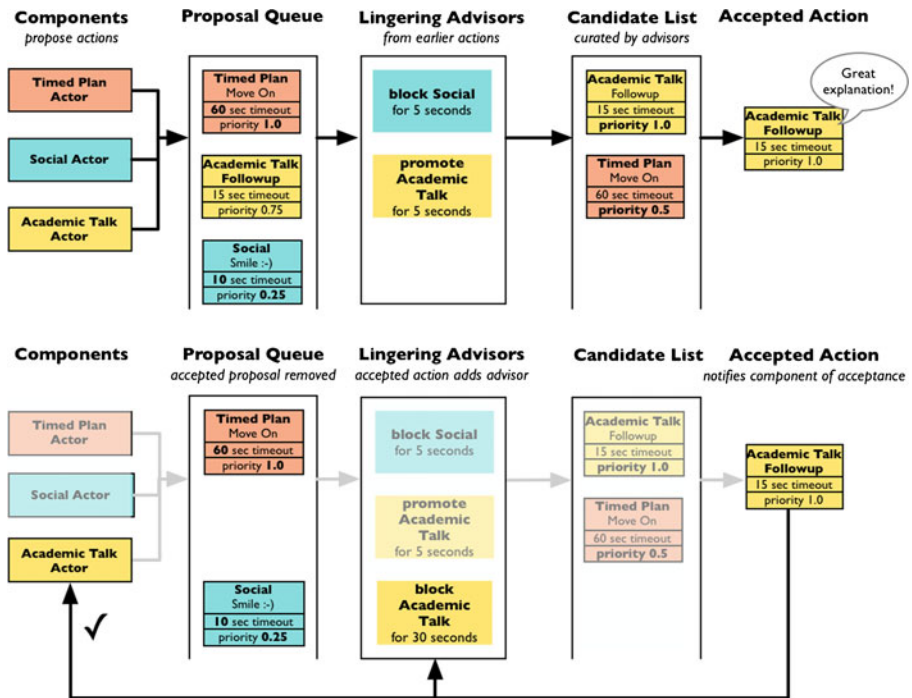 Components
propose actions
Proposal Queue
Lingering Advisors
from earlier actions
Candidate List
curated by advisors
Accepted Action
Timed Plan
Actor
Social Actor
Academic Talk
Actor
Timed Plan
Move On
60 sec timeout
priority 1.0
Academic Talk
Followup
15 sec timeout
priority 0.75
Social
Smile :-)
10 sec timeout
priority 0.25
block Social
for 5 seconds
promote
Academic
Talk
for 5 seconds
Academic Talk
Followup
15 sec timeout
priority 1.0
Timed Plan
Move On
60 sec timeout
priority 0.5
Great
explanation!
Academic Talk
Followup
15 sec timeout
priority 1.0
Components
Proposal Queue
accepted proposal removed
Lingering Advisors
accepted action adds advisor
Candidate List
Accepted Action
notifies component of acceptance
Timed Plan
Actor
Social Actor
Academic Talk
Actor
Timed Plan
Move On
60 sec timeout
priority 1.0
Social
Smile :-)
10 sec timeout
priority 0.25
block Social
for 5 seconds
promote
Academic
Talk
for 5 seconds
block
Academic
Talk
for 30 seconds
Academic Talk
Followup
15 sec timeout
priority 1.0
Timed Plan
Move On
60 sec timeout
priority 0.5
Academic Talk
Followup
15 sec timeout
priority 1.0